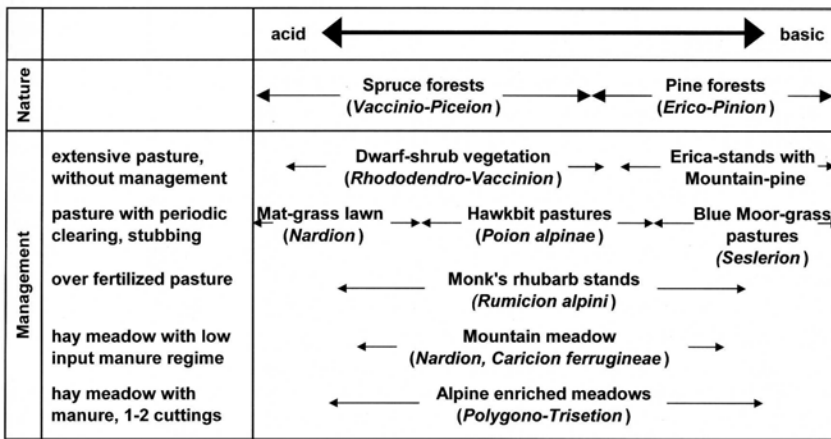 acid basic
Nature
Spruce forests Pine forests
(Vaccinio-Piceion) (Erico-Pinion)
Management
extensive pasture, Dwarf-shrub vegetation Erica-stands with
without management (Rhododendro-Vaccinion) Mountain-pine
pasture with periodic Mat-grass lawn Hawkbit pastures Blue Moor-grass
clearing, stubbing (Nardion) (Poion alpinae) pastures
(Seslerion)
over fertilized pasture Monk's rhubarb stands
(Rumicion alpini)
hay meadow with low Mountain meadow
input manure regime (Nardion, Caricion ferrugineae)
hay meadow with Alpine enriched meadows
manure, 1-2 cuttings (Polygono-Trisetion)